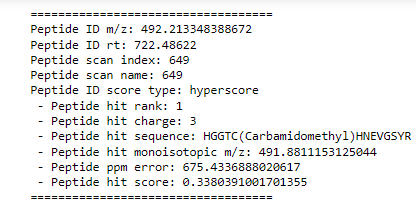 ===================================
Peptide ID m/z: 492.213348388672
Peptide ID rt: 722.48622
Peptide scan index: 649
Peptide scan name: 649
Peptide ID score type: hyperscore
- Peptide hit rank: 1
- Peptide hit charge: 3
- Peptide hit sequence: HGGTC(Carbamidomethyl)HNEVGSYR
- Peptide hit monoisotopic m/z: 491.8811153125044
- Peptide ppm error: 675.4336888020617
- Peptide hit score: 0.3380391001701355
===================================